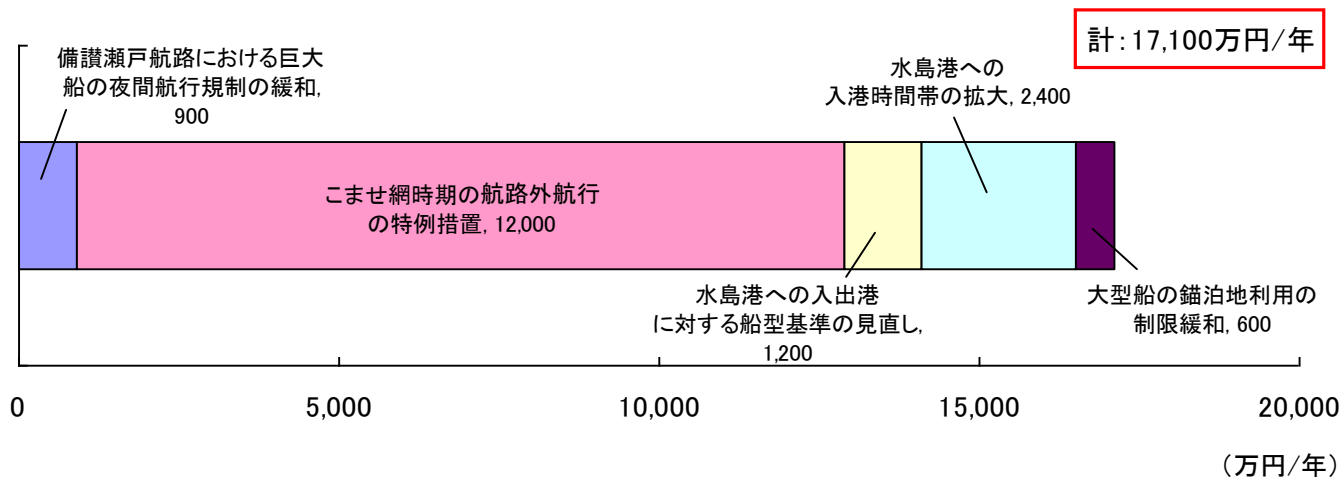 計：17,100万円/年
備讃瀬戸航路における巨大
船の夜間航行規制の緩和,
900
水島港への
入港時間帯の拡大, 2,400
こませ網時期の航路外航行
の特例措置, 12,000
水島港への入出港
に対する船型基準の見直し,
1,200
大型船の錨泊地利用の
制限緩和, 600
0
5,000
10,000
15,000
20,000
（万円/年）